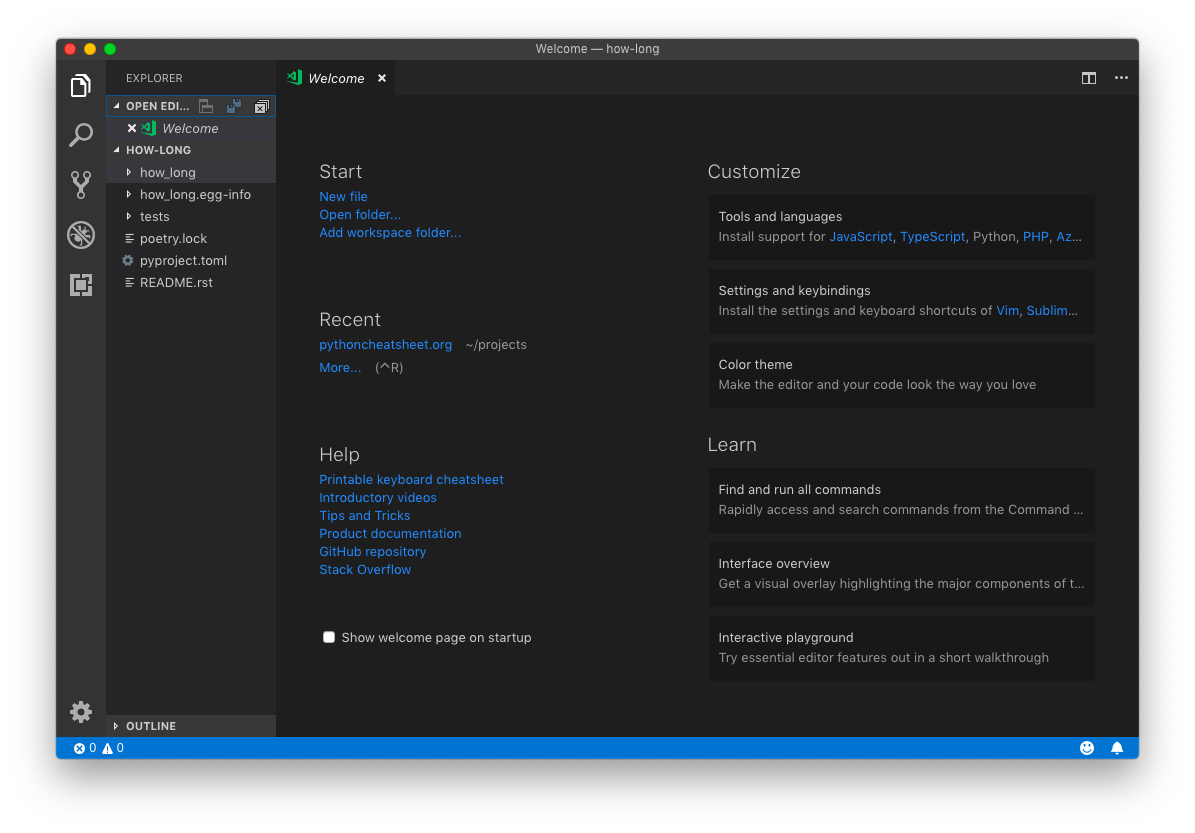 Welcome — how-long
EXPLORER
OPEN EDI...
Welcome
HOW-LONG
how_long
how_long.egg-info
tests
poetry.lock
pyproject.toml
README.rst
OUTLINE
Welcome
Start
New file
Open folder...
Add workspace folder...
Recent
pythoncheatsheet.org ~/projects
More... (^R)
Help
Printable keyboard cheatsheet
Introductory videos
Tips and Tricks
Product documentation
GitHub repository
Stack Overflow
Show welcome page on startup
Customize
Tools and languages
Install support for JavaScript, TypeScript, Python, PHP, Az...
Settings and keybindings
Install the settings and keyboard shortcuts of Vim, Sublim...
Color theme
Make the editor and your code look the way you love
Learn
Find and run all commands
Rapidly access and search commands from the Command ...
Interface overview
Get a visual overlay highlighting the major components of t...
Interactive playground
Try essential editor features out in a short walkthrough
0 0